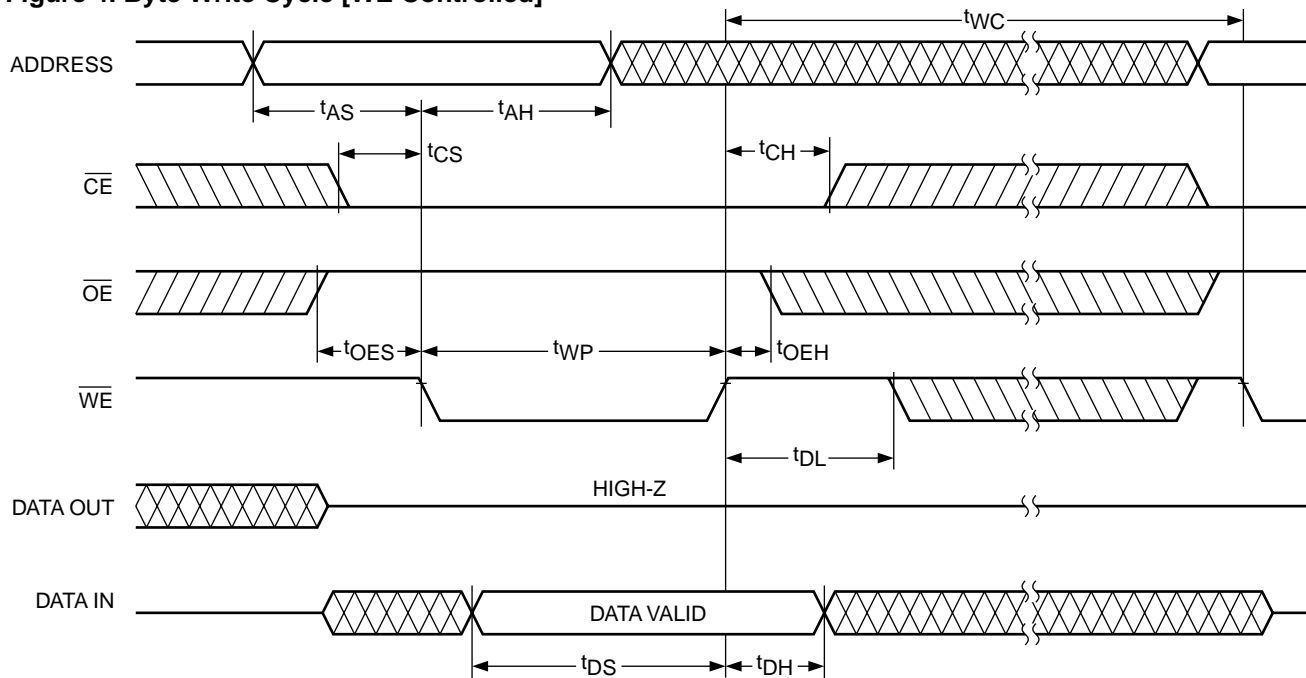 Figure 4. Byte Write Cycle [WE Controlled]
tWC
ADDRESS
tAS
tAH
tCS
tCH
CE
OE
tOES
tWP
tOEH
WE
tDL
HIGH-Z
DATA OUT
DATA IN
DATA VALID
tDS
tDH